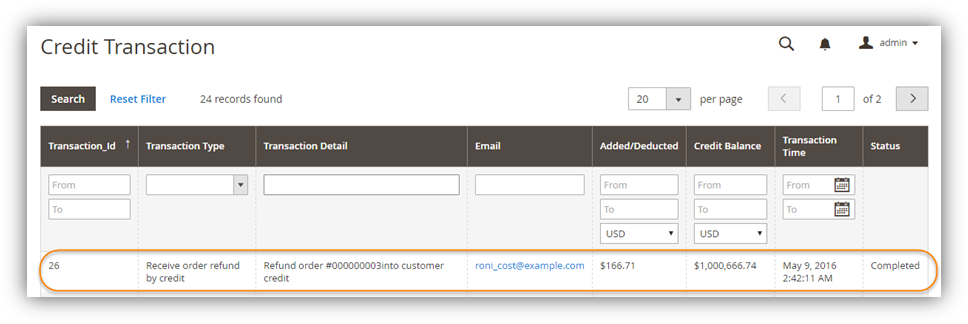 Credit Transaction
admin
Search Reset Filter 24 records found 20 per page 1 of 2
Transaction_Id ↑ Transaction Type Transaction Detail Email Added/Deducted Credit Balance Transaction Time Status
From From From From
To To To To
USD USD
26 Receive order refund by credit Refund order #000000003into customer credit roni_cost@example.com $166.71 $1,000,666.74 May 9, 2016 2:42:11 AM Completed